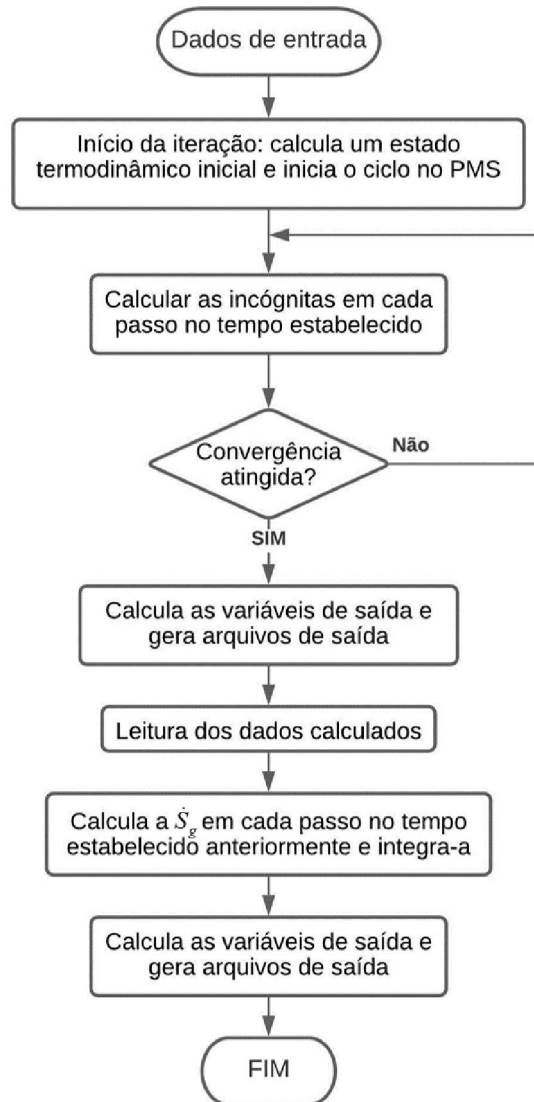 Dados de entrada
Início da iteração: calcula um estado
termodinâmico inicial e inicia o ciclo no PMS
Calcular as incógnitas em cada
passo no tempo estabelecido
Convergência
atingida?
Não
SIM
Calcula as variáveis de saída e
gera arquivos de saída
Leitura dos dados calculados
Calcula a Ṡg em cada passo no tempo
estabelecido anteriormente e integra-a
Calcula as variáveis de saída e
gera arquivos de saída
FIM